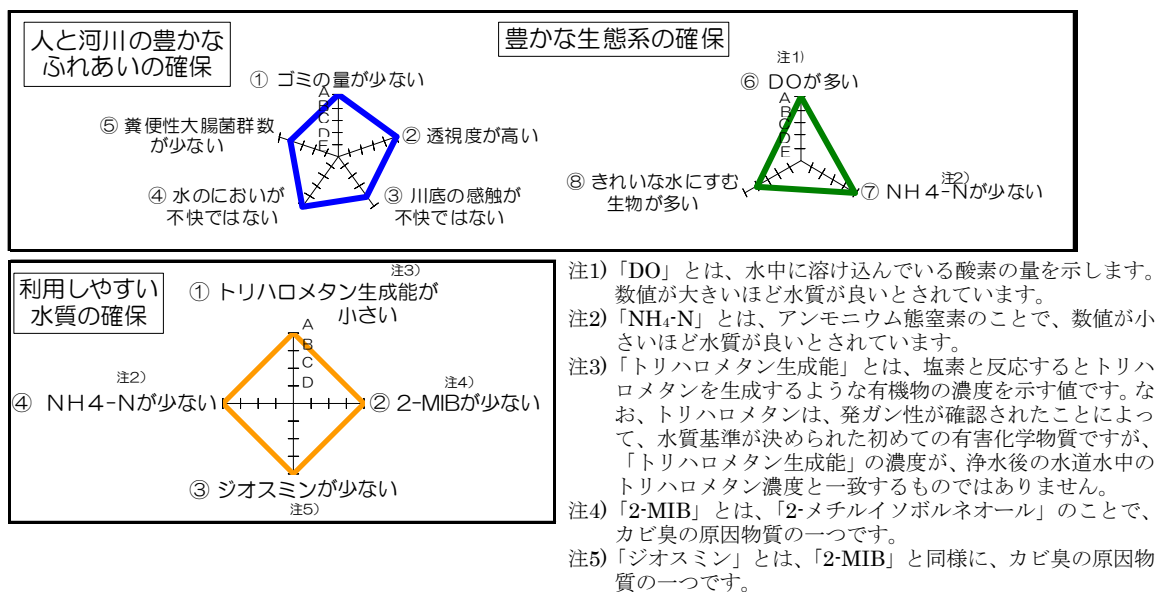 人と河川の豊かな
ふれあいの確保
① ゴミの量が少ない
A
B
C
D
E
② 透視度が高い
③ 川底の感触が
不快ではない
④ 水のにおいが
不快ではない
⑤ 糞便性大腸菌群数
が少ない
豊かな生態系の確保
注1)
⑥ DOが多い
A
B
C
D
E
注2)
⑦ NH4-Nが少ない
⑧ きれいな水にすむ
生物が多い
利用しやすい
水質の確保
注3)
① トリハロメタン生成能が
小さい
A
B
C
D
注4)
② 2-MIBが少ない
③ ジオスミンが少ない
注5)
注2)
④ NH4-Nが少ない
注1)「DO」とは、水中に溶け込んでいる酸素の量を示します。
数値が大きいほど水質が良いとされています。
注2)「NH₄-N」とは、アンモニウム態窒素のことで、数値が小
さいほど水質が良いとされています。
注3)「トリハロメタン生成能」とは、塩素と反応するとトリハ
ロメタンを生成するような有機物の濃度を示す値です。な
お、トリハロメタンは、発ガン性が確認されたことによっ
て、水質基準が決められた初めての有害化学物質ですが、
「トリハロメタン生成能」の濃度が、浄水後の水道水中の
トリハロメタン濃度と一致するものではありません。
注4)「2-MIB」とは、「2-メチルイソボルネオール」のことで、
カビ臭の原因物質の一つです。
注5)「ジオスミン」とは、「2-MIB」と同様に、カビ臭の原因物
質の一つです。